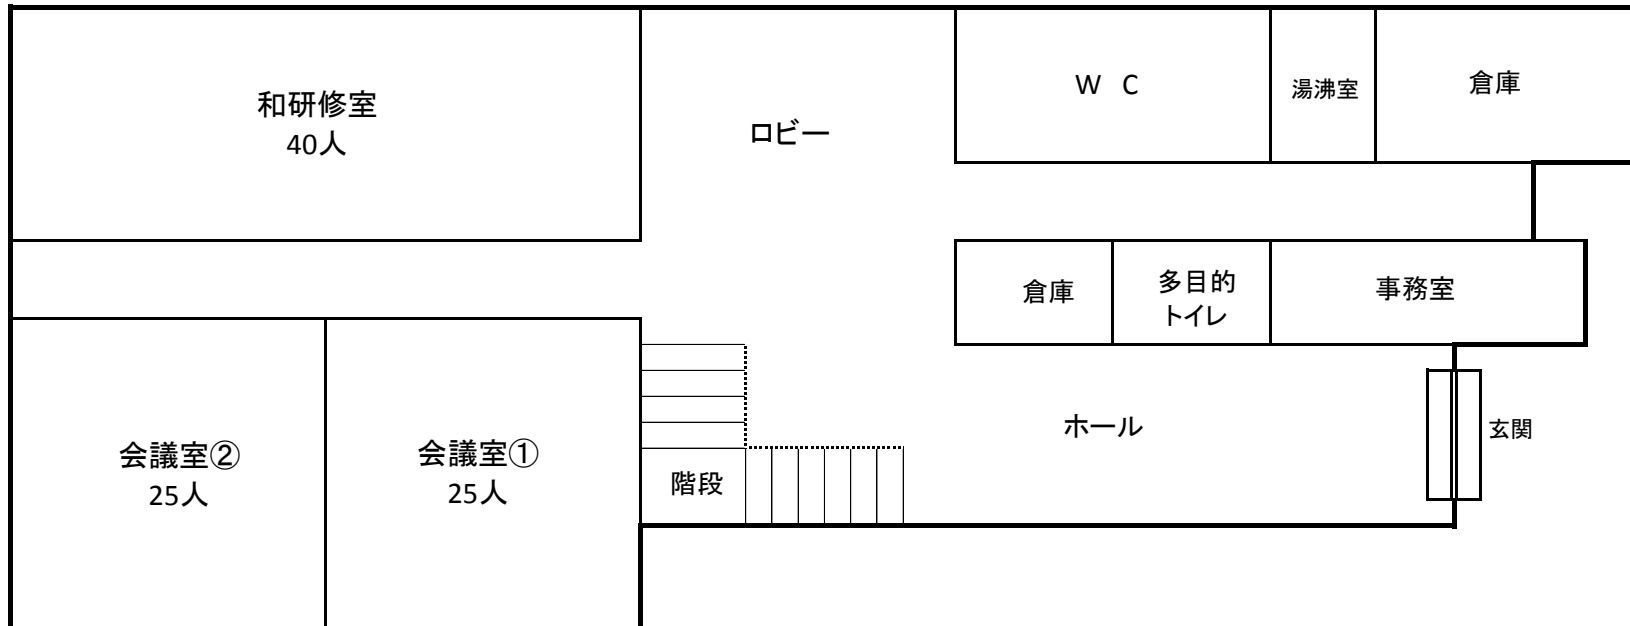 和研修室
40人
ロビー
Ｗ Ｃ
湯沸室
倉庫
倉庫
多目的
トイレ
事務室
会議室②
25人
会議室①
25人
階段
ホール
玄関